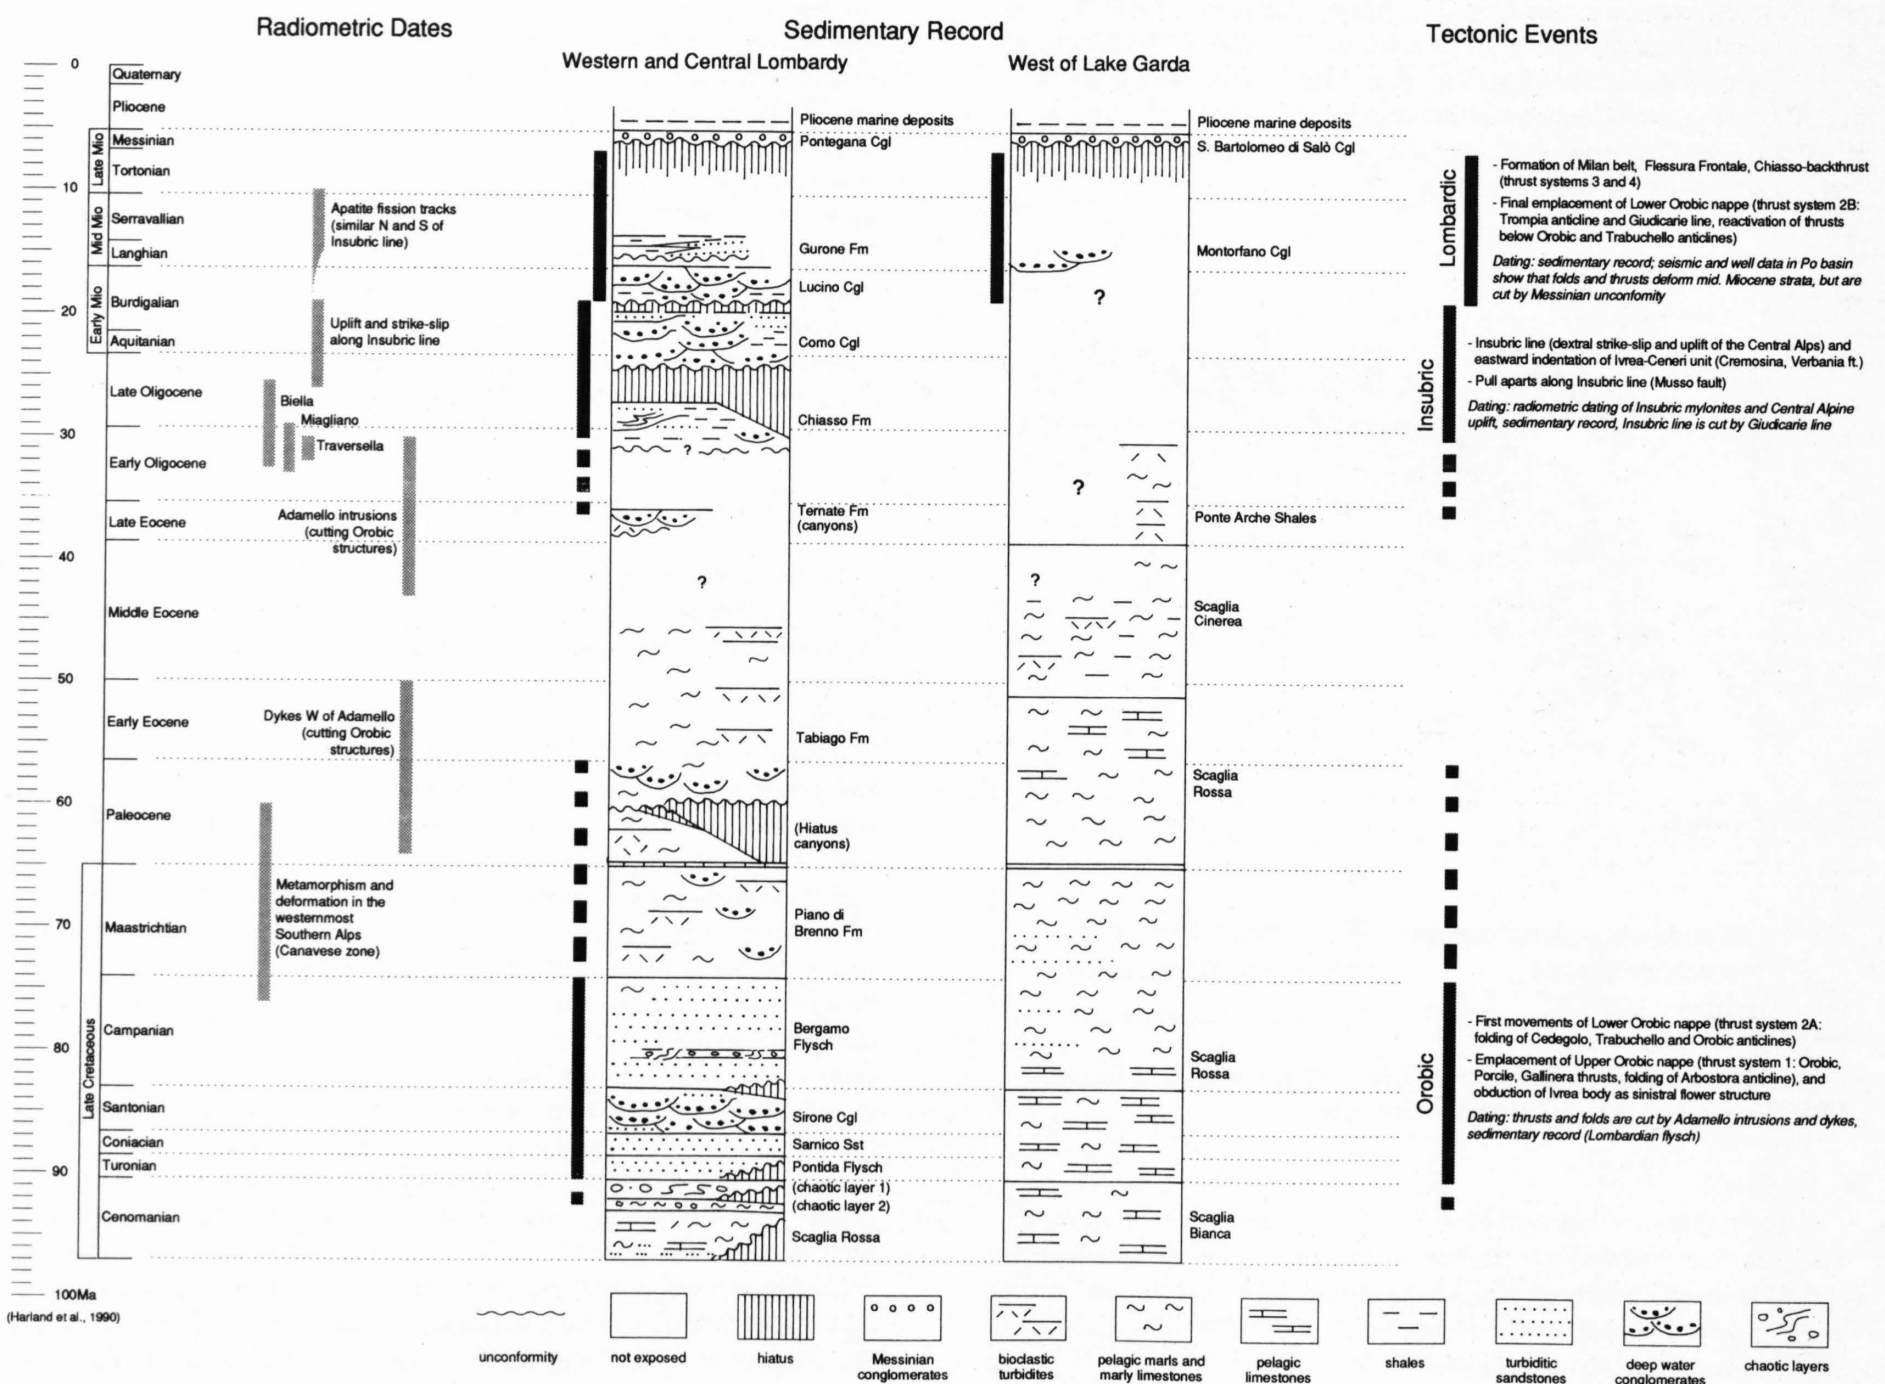 Radiometric Dates
Sedimentary Record
Tectonic Events
Western and Central Lombardy
West of Lake Garda
0
10
20
30
40
50
60
70
80
90
100Ma
(Harland et al., 1990)
Late Mio
Mid Mio
Early Mio
Late Cretaceous
Quaternary
Pliocene
Messinian
Tortonian
Serravallian
Langhian
Burdigalian
Aquitanian
Late Oligocene
Early Oligocene
Late Eocene
Middle Eocene
Early Eocene
Paleocene
Maastrichtian
Campanian
Santonian
Coniacian
Turonian
Cenomanian
Apatite fission tracks
(similar N and S of
Insubric line)
Uplift and strike-slip
along Insubric line
Biella
Miagliano
Traversella
Adamello intrusions
(cutting Orobic
structures)
Dykes W of Adamello
(cutting Orobic
structures)
Metamorphism and
deformation in the
westernmost
Southern Alps
(Canavese zone)
?
?
Pliocene marine deposits
Pontegana Cgl
Gurone Fm
Lucino Cgl
Como Cgl
Chiasso Fm
Ternate Fm
(canyons)
Tabiago Fm
(Hiatus
canyons)
Piano di
Brenno Fm
Bergamo
Flysch
Sirone Cgl
Sarnico Sst
Pontida Flysch
(chaotic layer 1)
(chaotic layer 2)
Scaglia Rossa
?
?
?
Pliocene marine deposits
S. Bartolomeo di Salò Cgl
Montorfano Cgl
Ponte Arche Shales
Scaglia
Cinerea
Scaglia
Rossa
Scaglia
Rossa
Scaglia
Bianca
Lombardic
- Formation of Milan belt, Flessura Frontale, Chiasso-backthrust
(thrust systems 3 and 4)
- Final emplacement of Lower Orobic nappe (thrust system 2B:
Trompia anticline and Giudicarie line, reactivation of thrusts
below Orobic and Trabuchello anticlines)
Dating: sedimentary record; seismic and well data in Po basin
show that folds and thrusts deform mid. Miocene strata, but are
cut by Messinian unconfomity
Insubric
- Insubric line (dextral strike-slip and uplift of the Central Alps) and
eastward indentation of Ivrea-Ceneri unit (Cremosina, Verbania ft.)
- Pull aparts along Insubric line (Musso fault)
Dating: radiometric dating of Insubric mylonites and Central Alpine
uplift, sedimentary record, Insubric line is cut by Giudicarie line
Orobic
- First movements of Lower Orobic nappe (thrust system 2A:
folding of Cedegolo, Trabuchello and Orobic anticlines)
- Emplacement of Upper Orobic nappe (thrust system 1: Orobic,
Porcile, Gallinera thrusts, folding of Arbostora anticline), and
obduction of Ivrea body as sinistral flower structure
Dating: thrusts and folds are cut by Adamello intrusions and dykes,
sedimentary record (Lombardian flysch)
unconformity
not exposed
hiatus
Messinian
conglomerates
bioclastic
turbidites
pelagic marls and
marly limestones
pelagic
limestones
shales
turbiditic
sandstones
deep water
conglomerates
chaotic layers